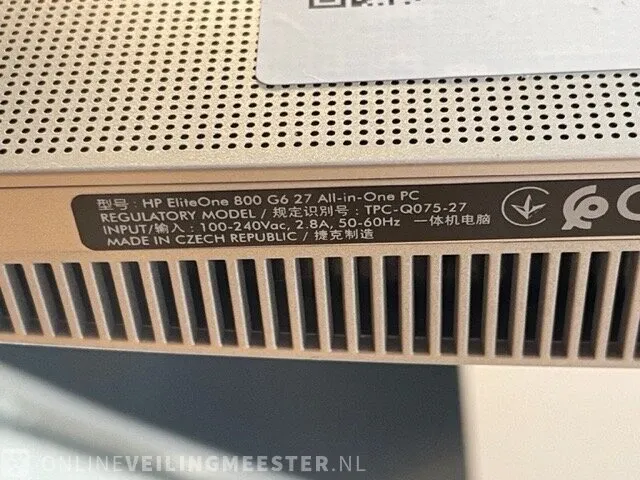 型号: HP EliteOne 800 G6 27 All-in-One PC
REGULATORY MODEL / 规定识别号: TPC-Q075-27
INPUT/输入: 100-240Vac, 2.8A, 50-60Hz 一体机电脑
MADE IN CZECH REPUBLIC / 捷克制造
ONLINEVEILINGMEESTER.NL